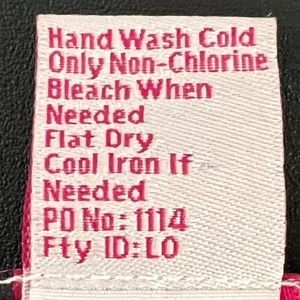 Hand Wash Cold
Only Non-Chlorine
Bleach When
Needed
Flat Dry
Cool Iron If
Needed
PO No: 1114
Fty ID:LO